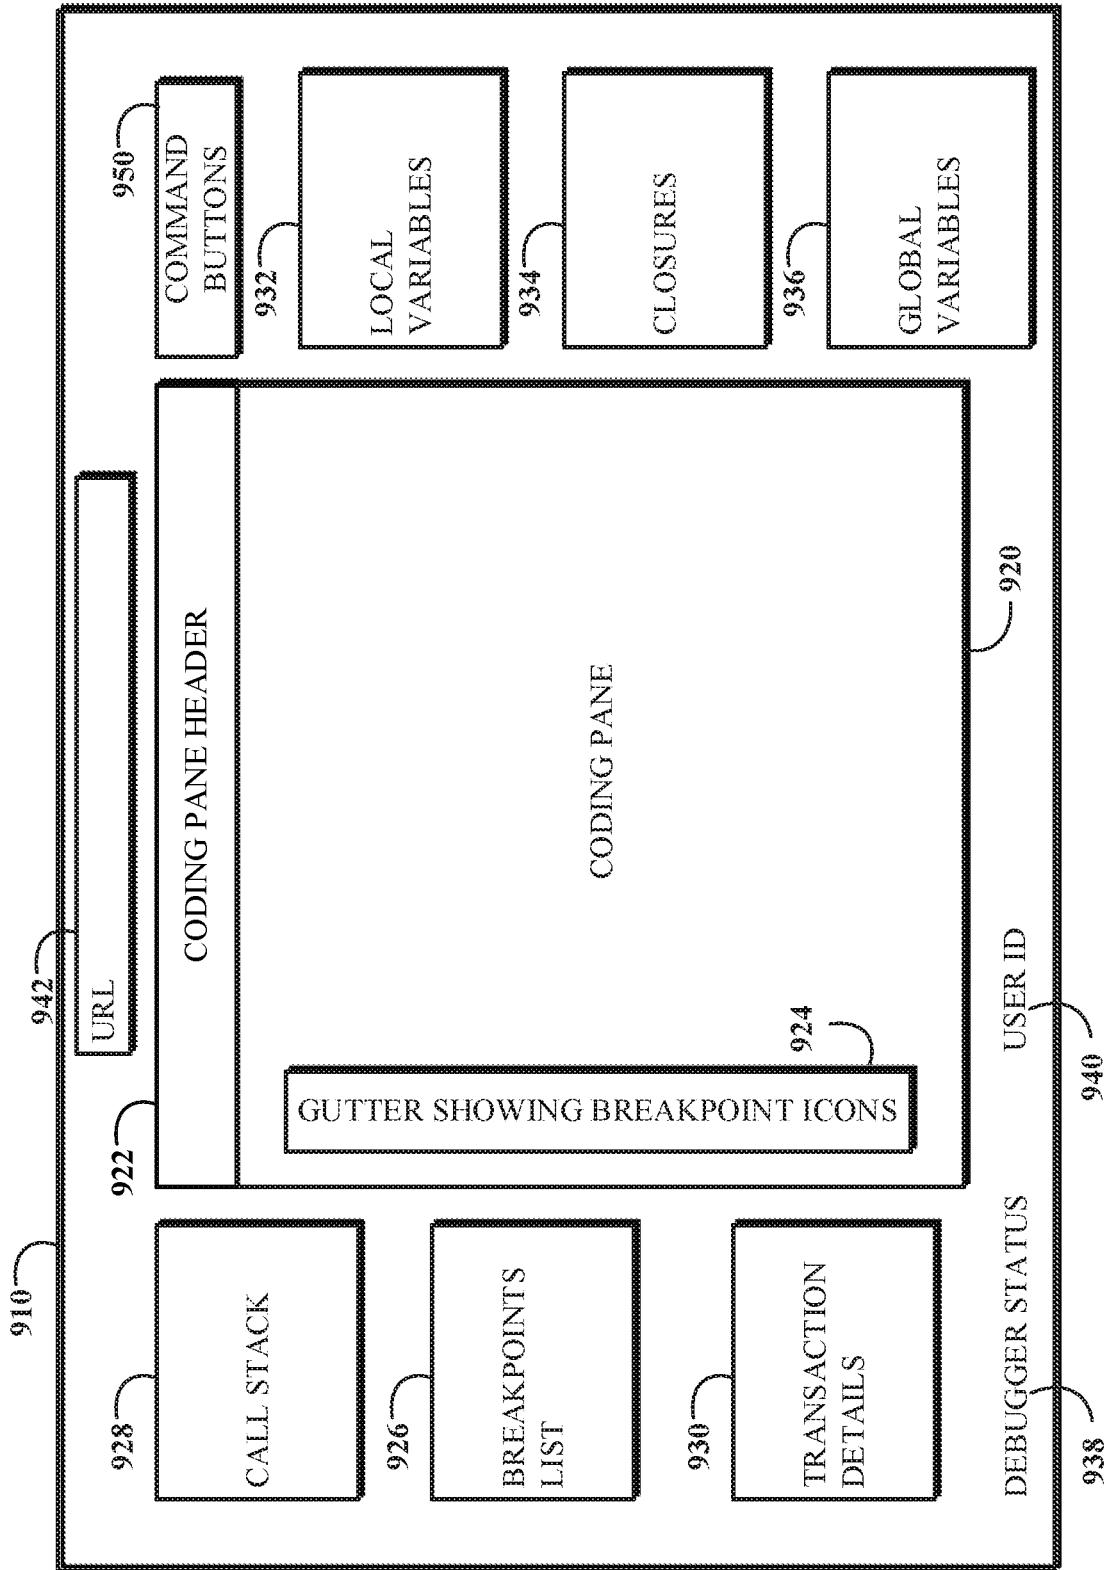 910
942
URL
922
CODING PANE HEADER
950
COMMAND
BUTTONS
928
CALL STACK
926
BREAKPOINTS
LIST
930
TRANSACTION
DETAILS
924
GUTTER SHOWING BREAKPOINT ICONS
CODING PANE
920
932
LOCAL
VARIABLES
934
CLOSURES
936
GLOBAL
VARIABLES
DEBUGGER STATUS
938
USER ID
940